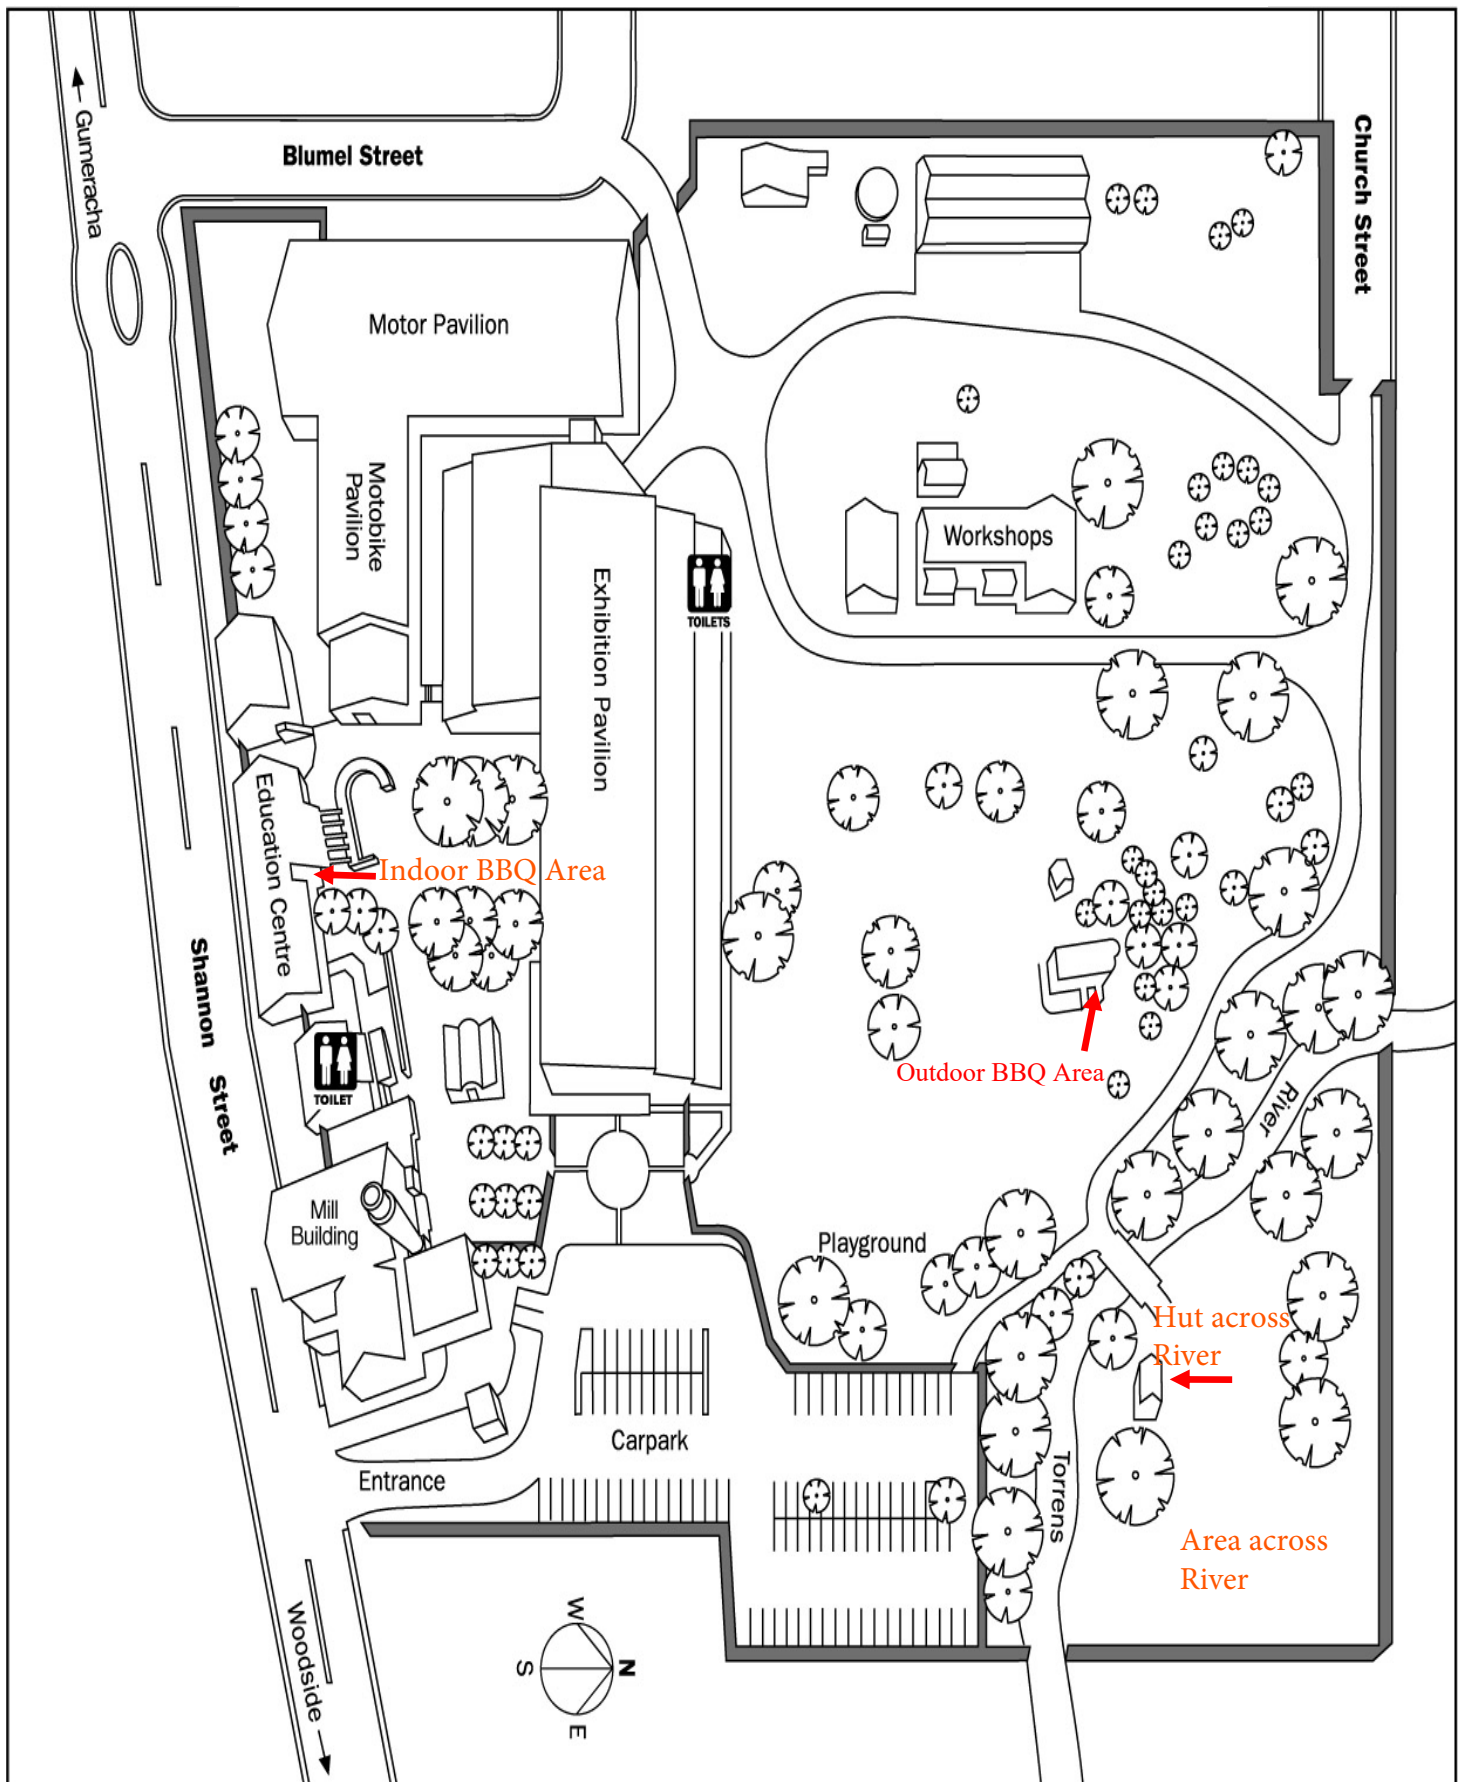 Gumeracha
Blumel Street
Church Street
Motor Pavilion
Motobike
Pavilion
Exhibition Pavilion
TOILETS
Workshops
Education Centre
Indoor BBQ Area
Shannon Street
TOILET
Outdoor BBQ Area
River
Mill
Building
Playground
Hut across
River
Carpark
Entrance
Torrens
Area across
River
Woodside
W
N
S
E